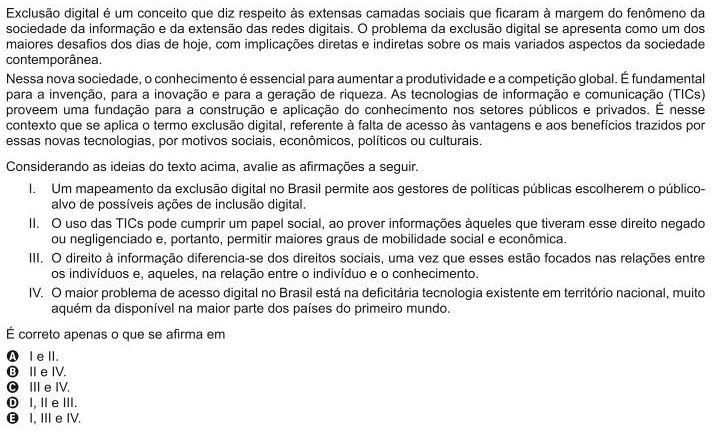 Exclusão digital é um conceito que diz respeito às extensas camadas sociais que ficaram à margem do fenômeno da
sociedade da informação e da extensão das redes digitais. O problema da exclusão digital se apresenta como um dos
maiores desafios dos dias de hoje, com implicações diretas e indiretas sobre os mais variados aspectos da sociedade
contemporânea.
Nessa nova sociedade, o conhecimento é essencial para aumentar a produtividade e a competição global. É fundamental
para a invenção, para a inovação e para a geração de riqueza. As tecnologias de informação e comunicação (TICs)
proveem uma fundação para a construção e aplicação do conhecimento nos setores públicos e privados. É nesse
contexto que se aplica o termo exclusão digital, referente à falta de acesso às vantagens e aos benefícios trazidos por
essas novas tecnologias, por motivos sociais, econômicos, políticos ou culturais.
Considerando as ideias do texto acima, avalie as afirmações a seguir.
I. Um mapeamento da exclusão digital no Brasil permite aos gestores de políticas públicas escolherem o público-
alvo de possíveis ações de inclusão digital.
II. O uso das TICs pode cumprir um papel social, ao prover informações àqueles que tiveram esse direito negado
ou negligenciado e, portanto, permitir maiores graus de mobilidade social e econômica.
III. O direito à informação diferencia-se dos direitos sociais, uma vez que esses estão focados nas relações entre
os indivíduos e, aqueles, na relação entre o indivíduo e o conhecimento.
IV. O maior problema de acesso digital no Brasil está na deficitária tecnologia existente em território nacional, muito
aquém da disponível na maior parte dos países do primeiro mundo.
É correto apenas o que se afirma em
A I e II.
B II e IV.
C III e IV.
D I, II e III.
E I, III e IV.